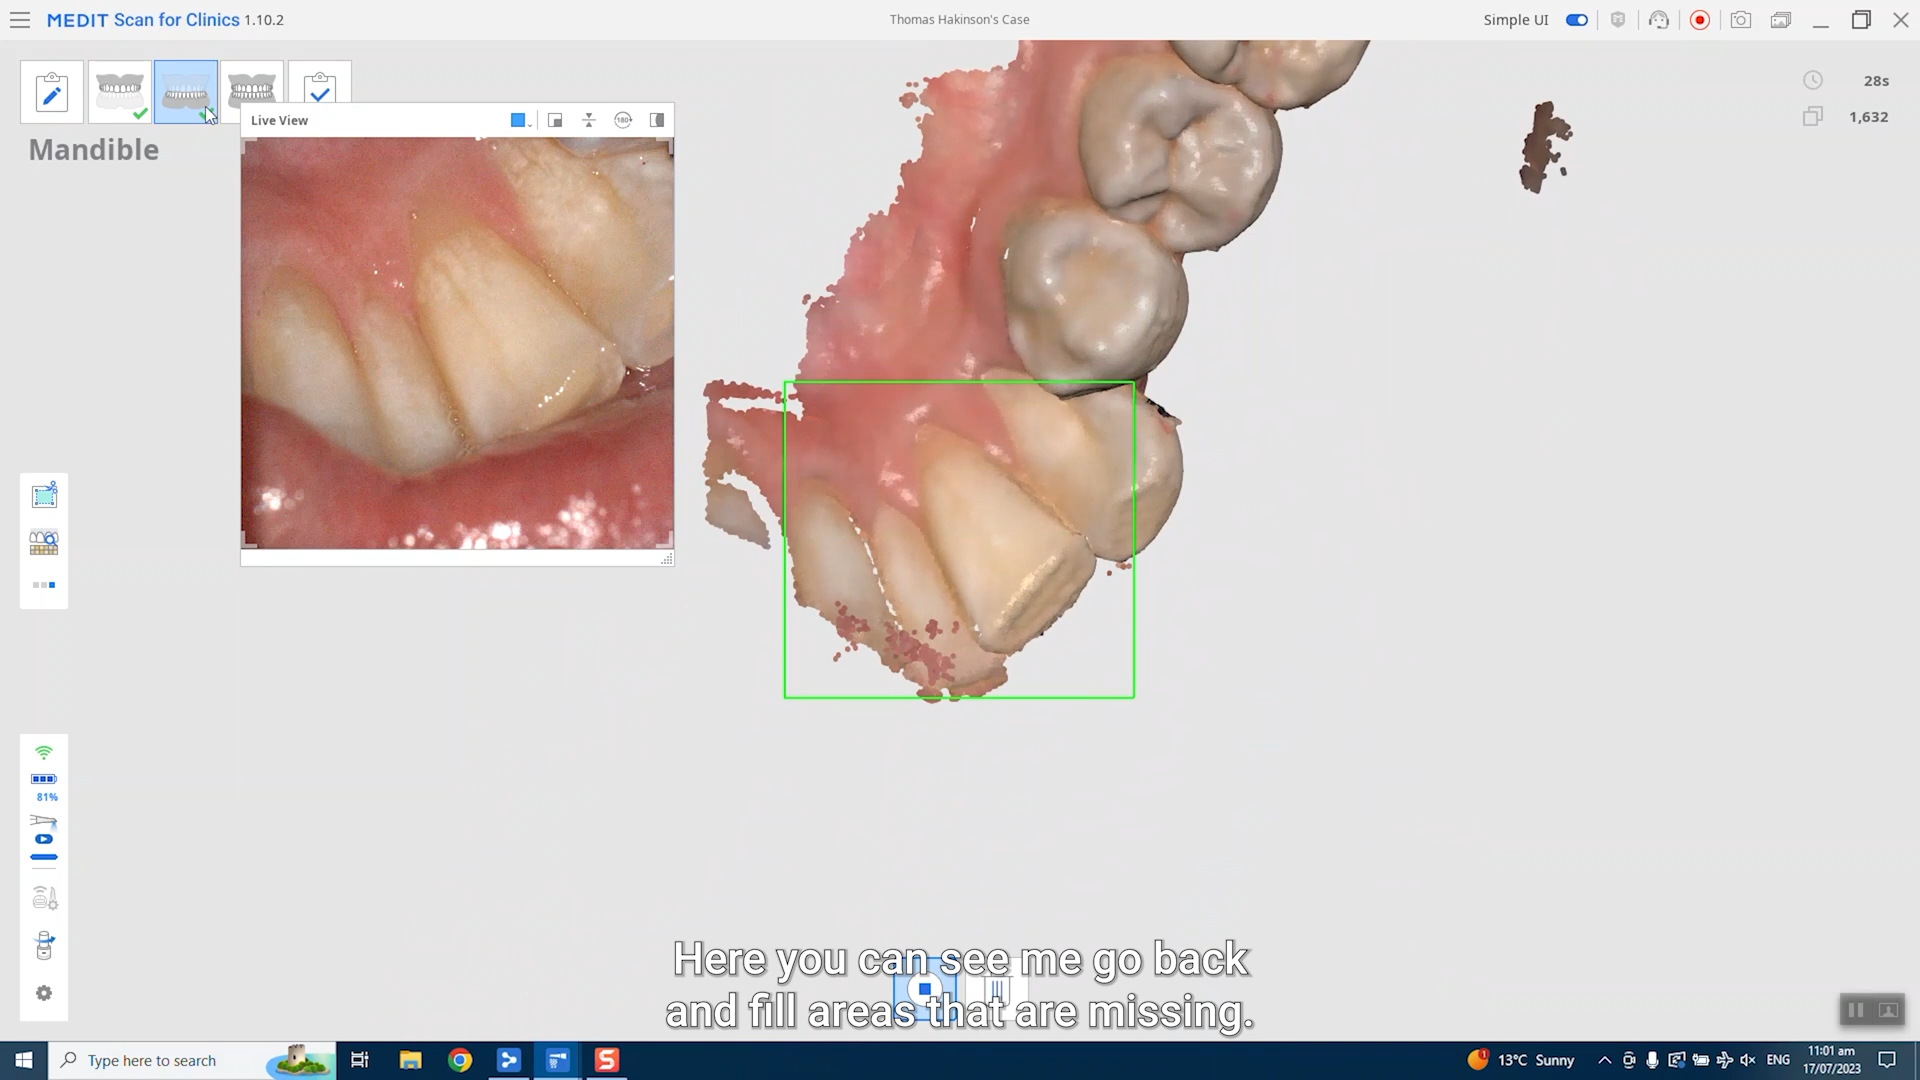 MEDIT Scan for Clinics 1.10.2
Thomas Hakinson's Case
Simple UI
28s
1,632
Mandible
Live View
180°
81%
Here you can see me go back
and fill areas that are missing.
Type here to search
S
1
13°C Sunny
ENG
11:01 am
17/07/2023